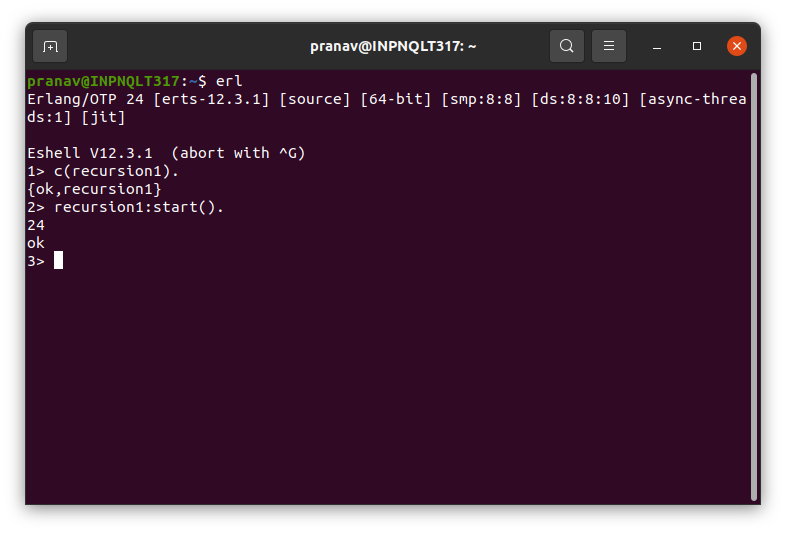 pranav@INPNQLT317: ~
pranav@INPNQLT317:~$ erl
Erlang/OTP 24 [erts-12.3.1] [source] [64-bit] [smp:8:8] [ds:8:8:10] [async-threa
ds:1] [jit]
Eshell V12.3.1  (abort with ^G)
1> c(recursion1).
{ok,recursion1}
2> recursion1:start().
24
ok
3>